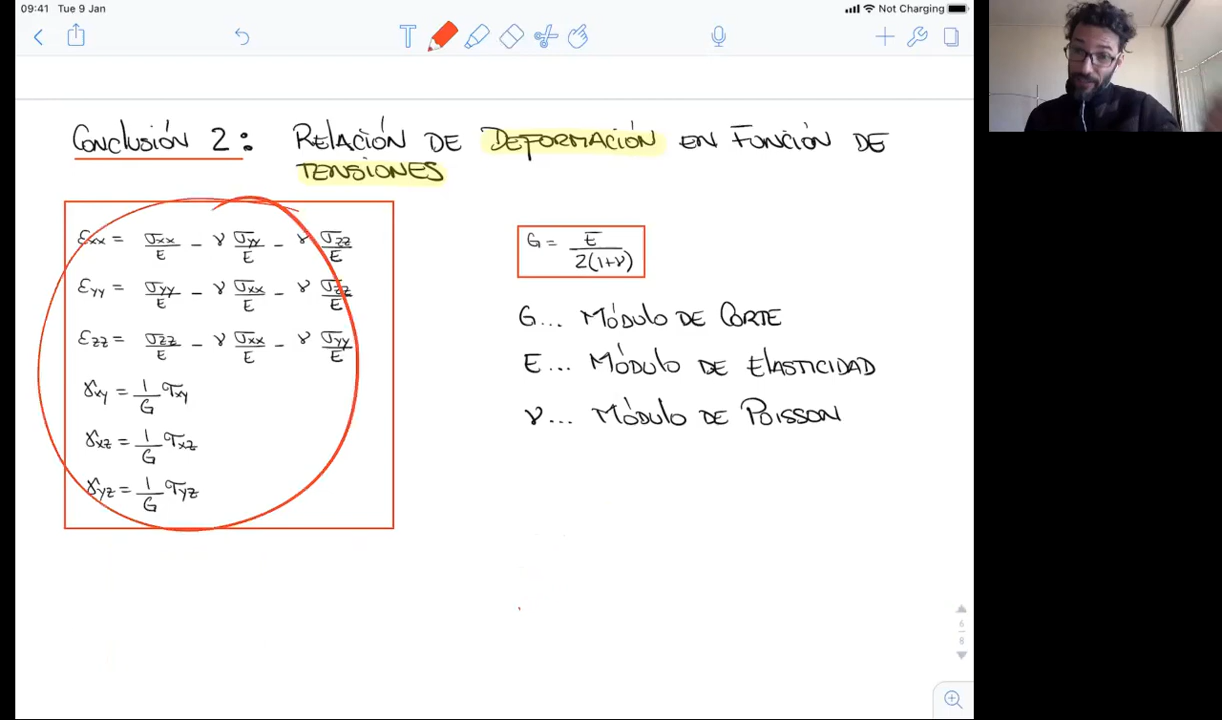 09:41 Tue 9 Jan
Not Charging
T
Conclusión 2: RELACIÓN DE DEFORMACIÓN EN FUNCIÓN DE
TENSIONES
εxx = σxx/E - ν σyy/E - ν σzz/E
εyy = σyy/E - ν σxx/E - ν σzz/E
εzz = σzz/E - ν σxx/E - ν σyy/E
γxy = 1/G τxy
γxz = 1/G τxz
γyz = 1/G τyz
G = E/2(1+ν)
G... MÓDULO DE CORTE
E... MÓDULO DE ELASTICIDAD
ν... MÓDULO DE POISSON
6
8